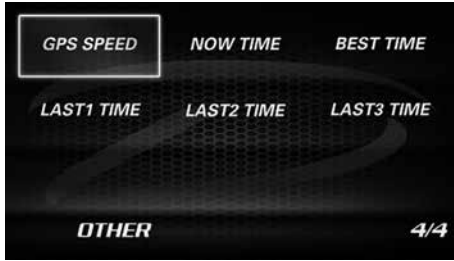 GPS SPEED NOW TIME BEST TIME
LAST1 TIME LAST2 TIME LAST3 TIME
OTHER 4/4